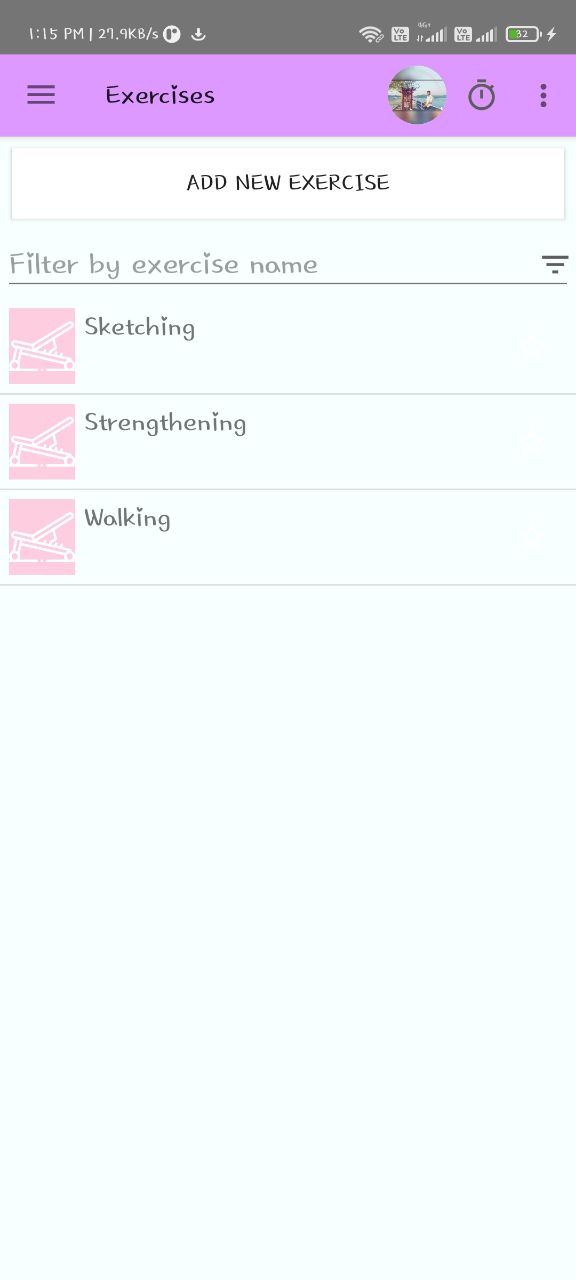 1:15 PM | 27.9KB/s Vo LTE 4G+ Vo LTE 32
Exercises
ADD NEW EXERCISE
Filter by exercise name
Sketching
Strengthening
Walking